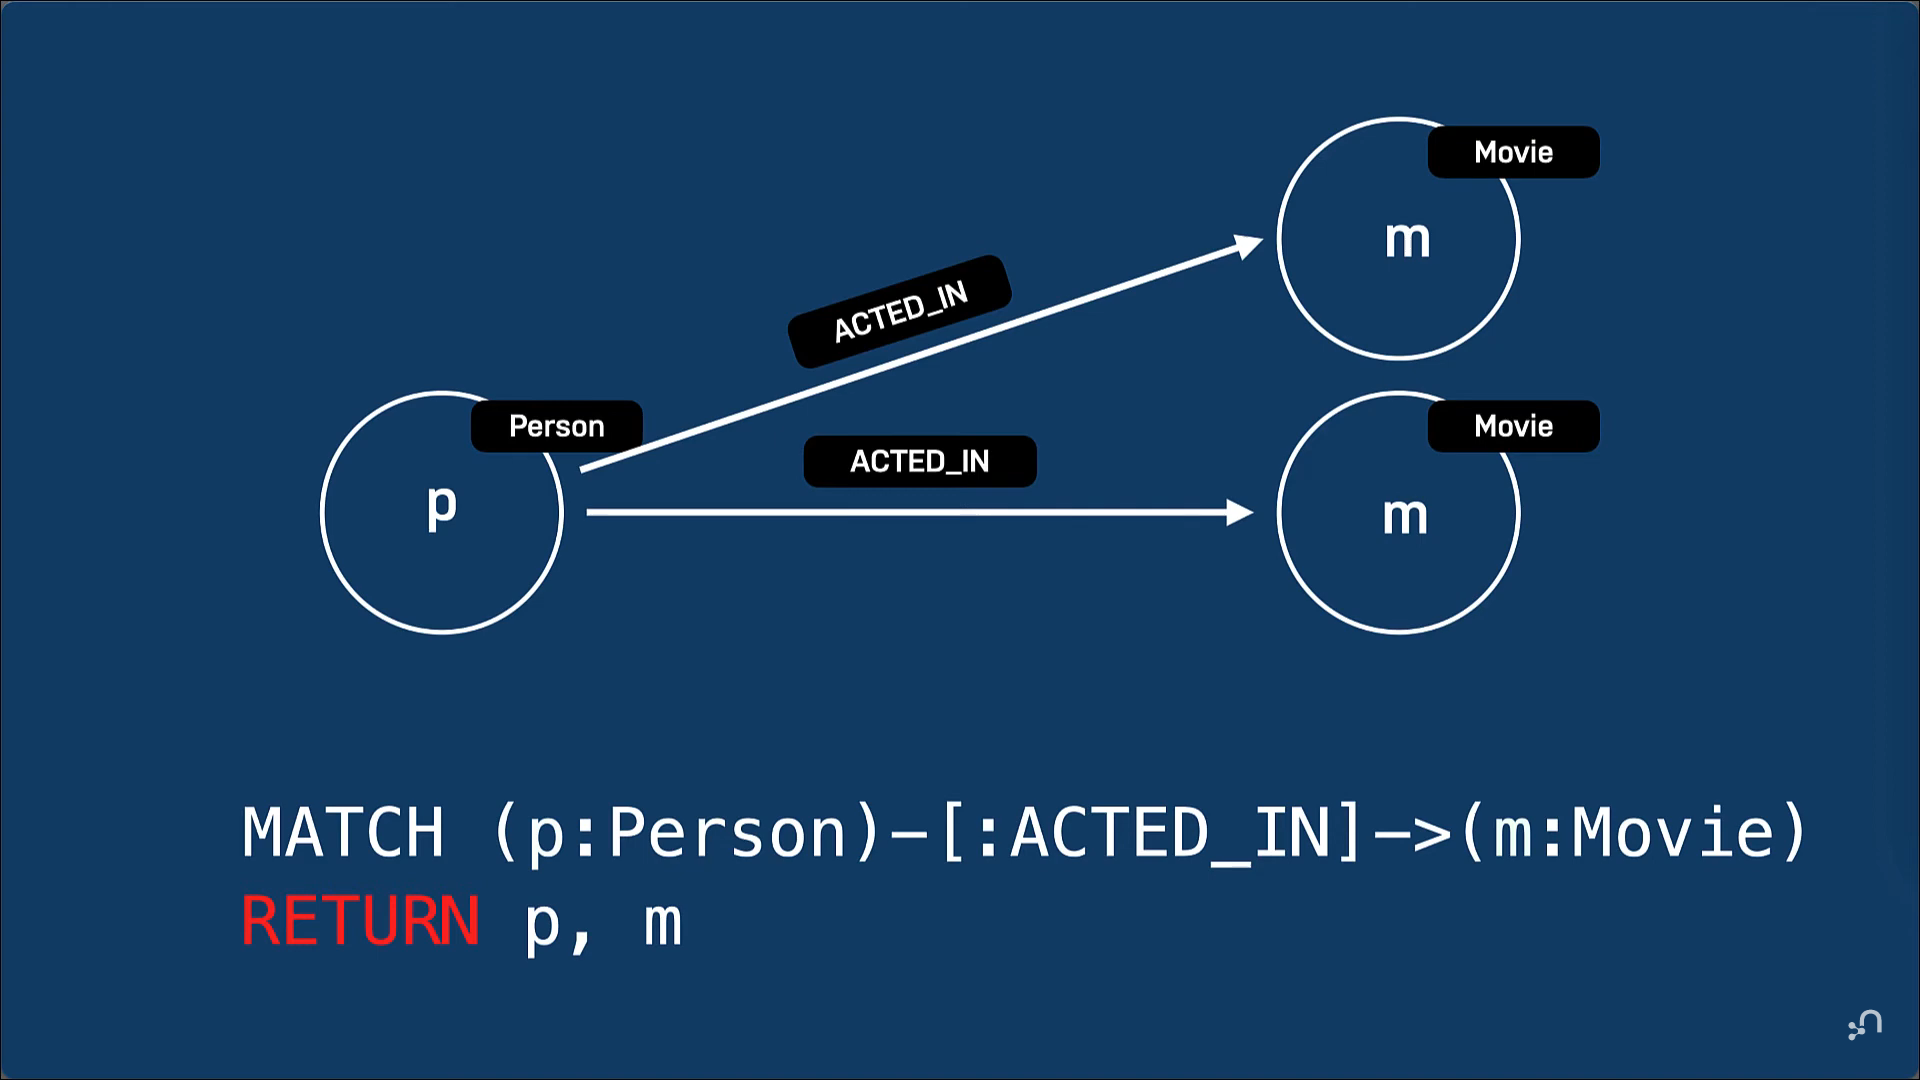 Movie
m
ACTED_IN
Person
p
ACTED_IN
Movie
m
MATCH (p:Person)–[:ACTED_IN]–>(m:Movie)
RETURN p, m